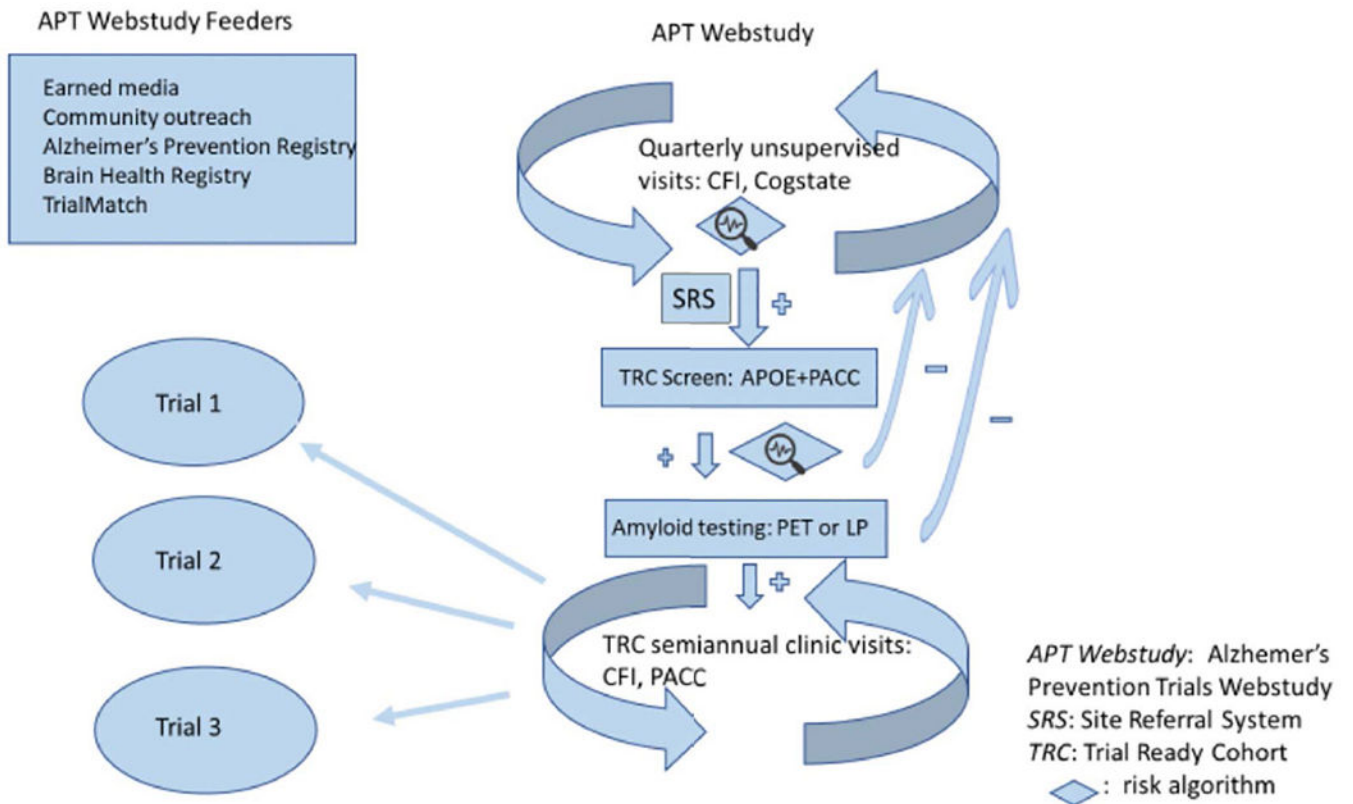 APT Webstudy Feeders
Earned media
Community outreach
Alzheimer's Prevention Registry
Brain Health Registry
TrialMatch
APT Webstudy
Quarterly unsupervised
visits: CFI, Cogstate
SRS
TRC Screen: APOE+PACC
Amyloid testing: PET or LP
TRC semiannual clinic visits:
CFI, PACC
Trial 1
Trial 2
Trial 3
APT Webstudy: Alzhemer's
Prevention Trials Webstudy
SRS: Site Referral System
TRC: Trial Ready Cohort
: risk algorithm